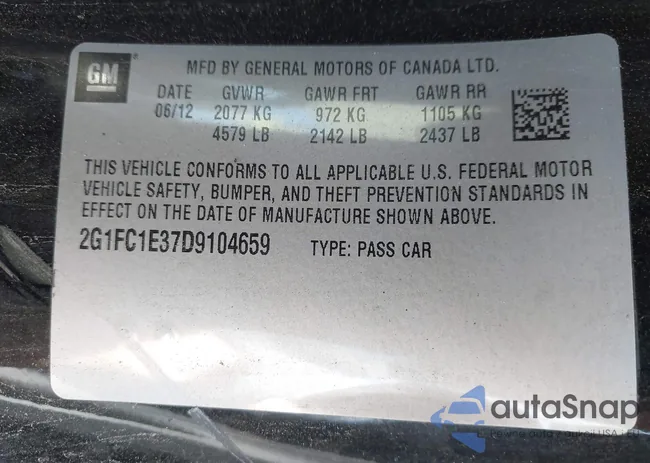 GM
MFD BY GENERAL MOTORS OF CANADA LTD.
DATE GVWR GAWR FRT GAWR RR
06/12 2077 KG 972 KG 1105 KG
4579 LB 2142 LB 2437 LB
THIS VEHICLE CONFORMS TO ALL APPLICABLE U.S. FEDERAL MOTOR
VEHICLE SAFETY, BUMPER, AND THEFT PREVENTION STANDARDS IN
EFFECT ON THE DATE OF MANUFACTURE SHOWN ABOVE.
2G1FC1E37D9104659 TYPE: PASS CAR
autaSnap